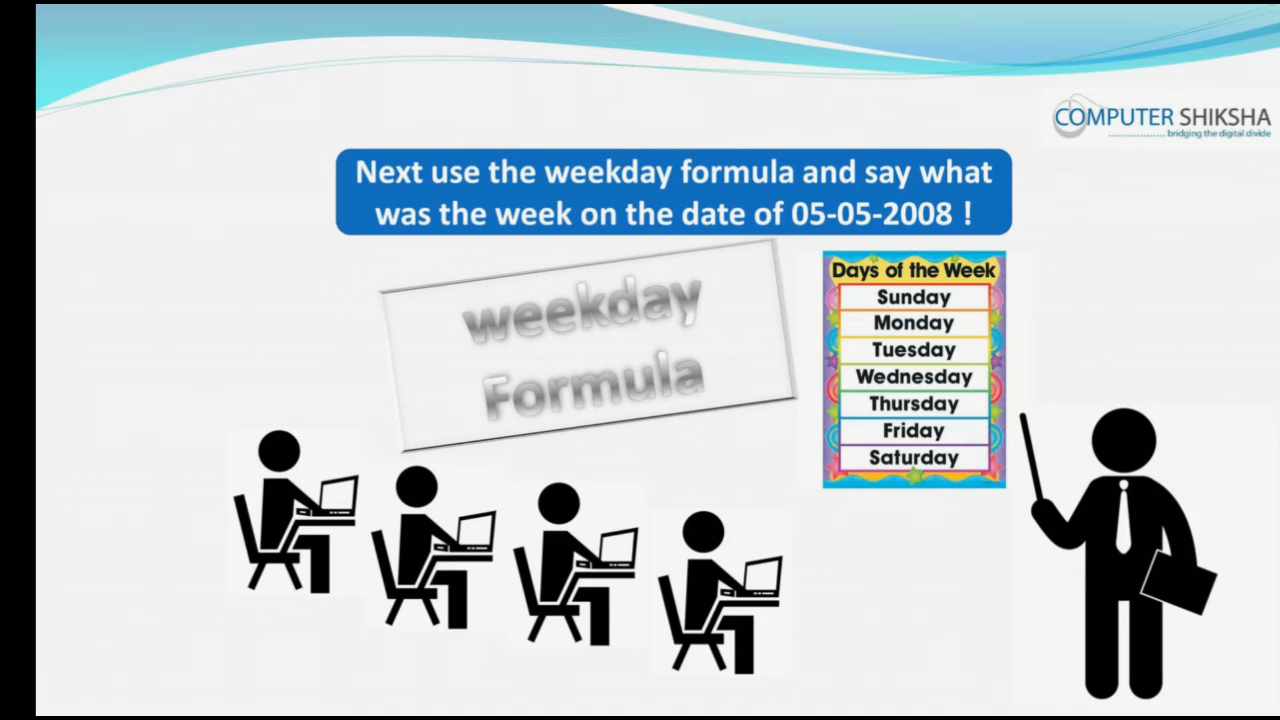 COMPUTER SHIKSHA
bridging the digital divide
Next use the weekday formula and say what
was the week on the date of 05-05-2008 !
weekday
Formula
Days of the Week
Sunday
Monday
Tuesday
Wednesday
Thursday
Friday
Saturday